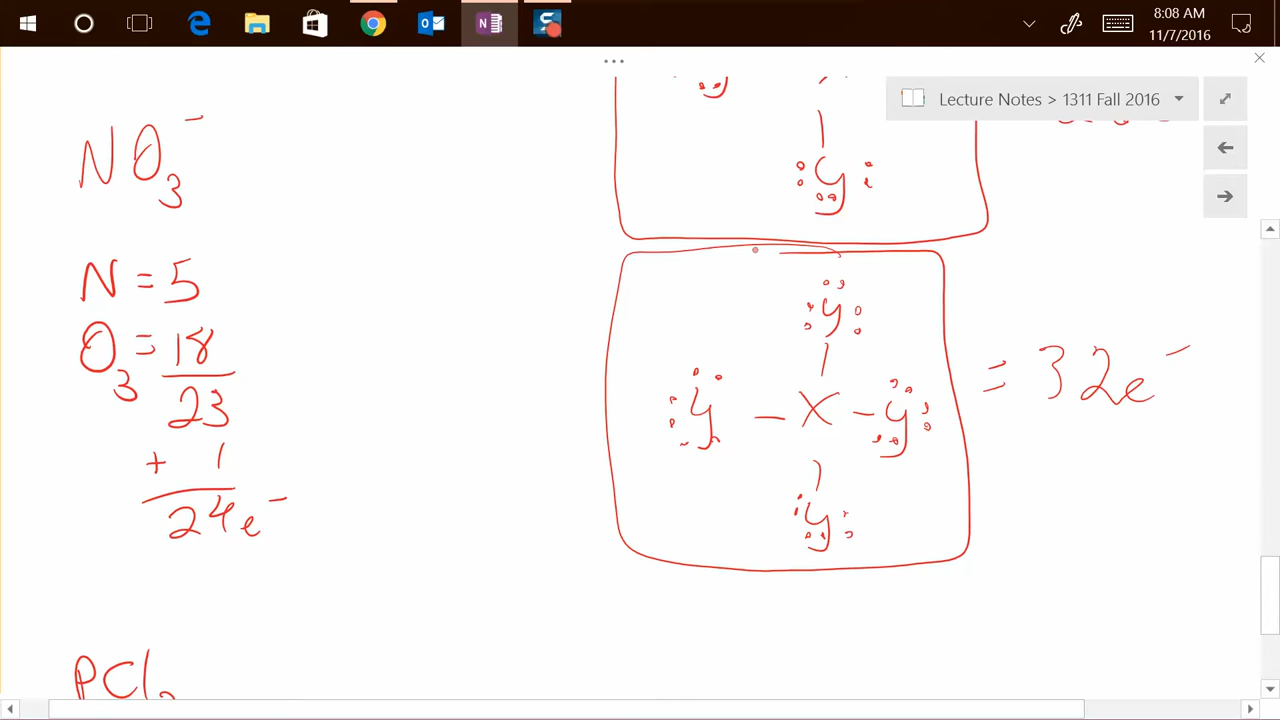 8:08 AM
11/7/2016
Lecture Notes > 1311 Fall 2016
NO₃⁻
N = 5
O₃ = 18
23
+ 1
24e⁻
y
y
y – X – y
y
= 32e⁻
PCl